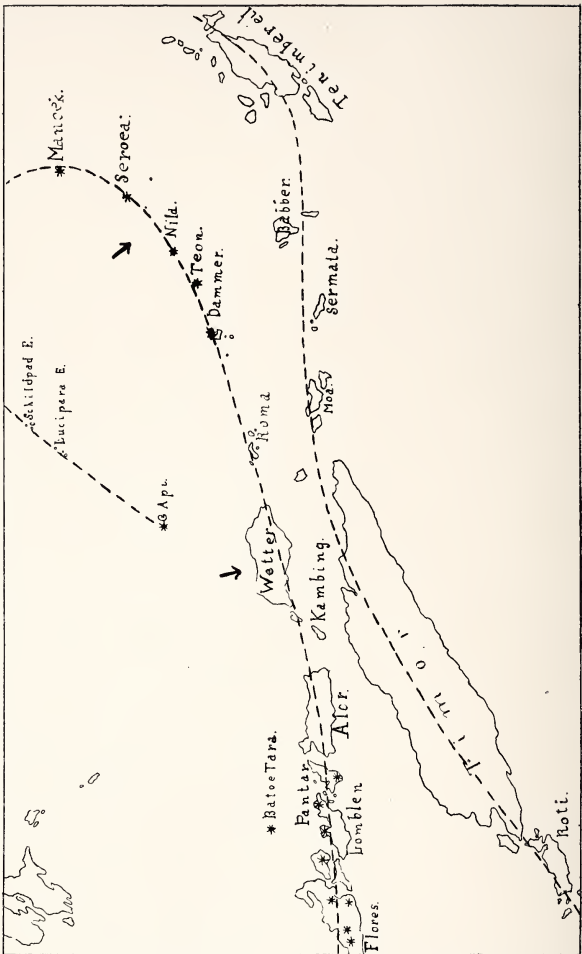 Tenimber eil
Manoek.
Seroea.
Nila.
Teon.
Dammer.
Babber.
Sermata.
Schildpad E.
Lucipara E.
Api.
Roma
Moa.
Wetter
Kambing.
Timor
Batoe Tara.
Pantar
Alor.
Lomblen
Flores.
Roti.